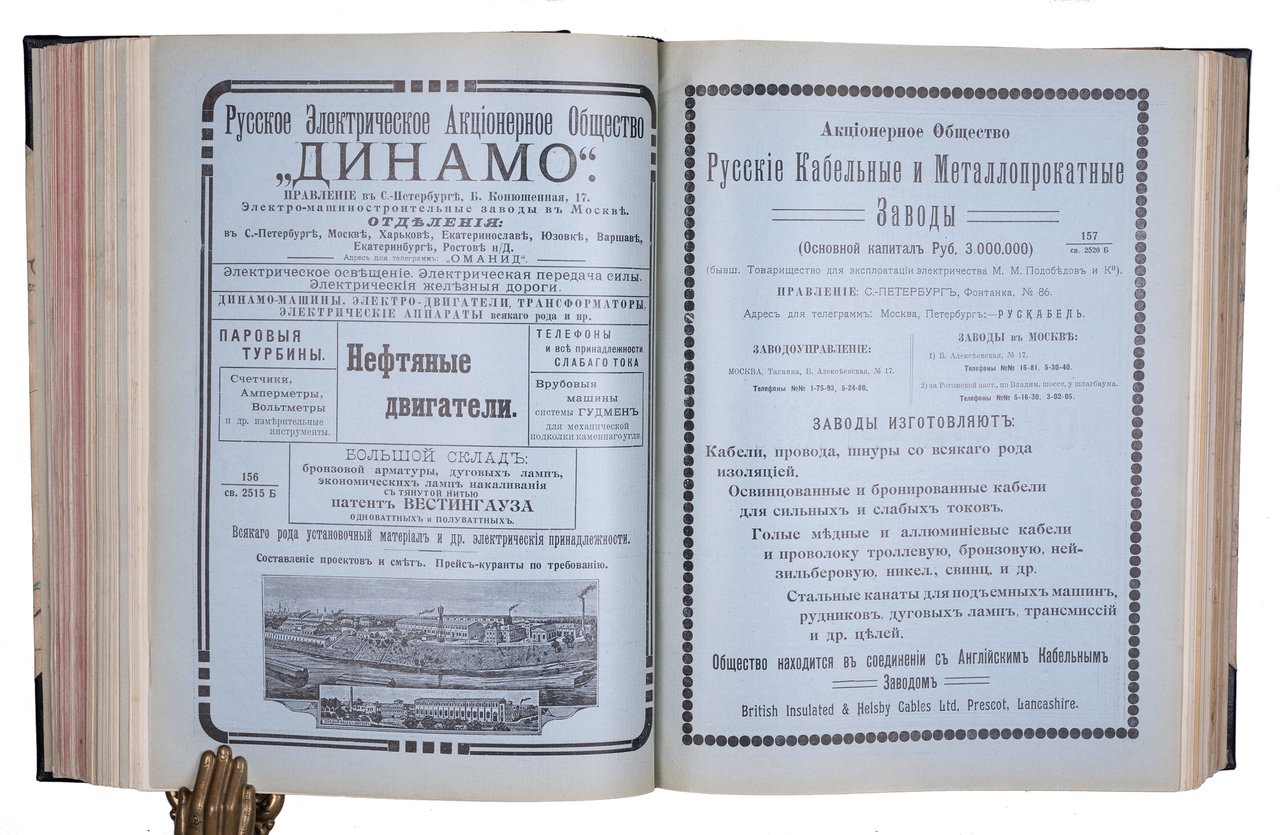 Русское Электрическое Акціонерное Общество
„ДИНАМО“.
ПРАВЛЕНІЕ въ С.-Петербургѣ, Б. Конюшенная, 17.
Электро-машиностроительные заводы въ Москвѣ.
ОТДѢЛЕНІЯ:
въ С.-Петербургѣ, Москвѣ, Харьковѣ, Екатеринославѣ, Юзовкѣ, Варшавѣ,
Екатеринбургѣ, Ростовѣ н/Д.
Адресъ для телеграммъ: „ОМАНИД“.
Электрическое освѣщеніе. Электрическая передача силы.
Электрическія желѣзныя дороги.
ДИНАМО-МАШИНЫ, ЭЛЕКТРО-ДВИГАТЕЛИ, ТРАНСФОРМАТОРЫ,
ЭЛЕКТРИЧЕСКІЕ АППАРАТЫ всякаго рода и пр.
ПАРОВЫЯ
ТУРБИНЫ.
Счетчики,
Амперметры,
Вольтметры
и др. измѣрительные
инструменты.
Нефтяные
двигатели.
ТЕЛЕФОНЫ
и всѣ принадлежности
СЛАБАГО ТОКА
Врубовыя
машины
системы ГУДМЕНЪ
для механической
подколки каменнаго угля.
156
св. 2515 Б
БОЛЬШОЙ СКЛАДЪ:
бронзовой арматуры, дуговыхъ лампъ,
экономическихъ лампъ накаливанія
СЪ ТЯНУТОЙ НИТЬЮ
патентъ ВЕСТИНГАУЗА
ОДНОВАТТНЫХЪ и ПОЛУВАТТНЫХЪ.
Всякаго рода установочный матеріалъ и др. электрическія принадлежности.
Составленіе проектовъ и смѣтъ. Прейсъ-куранты по требованію.
Акціонерное Общество
Русскіе Кабельные и Металлопрокатные
Заводы
(Основной капиталъ Руб. 3.000.000)
157
св. 2520 Б
(бывш. Товарищество для эксплоатаціи электричества М. М. Подобѣдовъ и Ко).
ПРАВЛЕНІЕ: С.-ПЕТЕРБУРГЪ, Фонтанка, № 86.
Адресъ для телеграммъ: Москва, Петербургъ:—РУСКАБЕЛЬ.
ЗАВОДОУПРАВЛЕНІЕ:
МОСКВА, Таганка, Б. Алексѣевская, № 17.
Телефоны №№ 1-75-93, 5-24-80.
ЗАВОДЫ въ МОСКВѢ:
1) Б. Алексѣевская, № 17.
Телефоны №№ 16-81, 5-30-40.
2) за Рогожской заст., по Владим. шоссе, у шлагбаума.
Телефоны №№ 5-16-30, 3-02-05.
ЗАВОДЫ ИЗГОТОВЛЯЮТЪ:
Кабели, провода, шнуры со всякаго рода
изоляціей.
Освинцованные и бронированные кабели
для сильныхъ и слабыхъ токовъ.
Голые мѣдные и аллюминіевые кабели
и проволоку троллевую, бронзовую, ней-
зильберовую, никел., свинц. и др.
Стальные канаты для подъемныхъ машинъ,
рудниковъ, дуговыхъ лампъ, трансмиссій
и др. цѣлей.
Общество находится въ соединеніи съ Англійскимъ Кабельнымъ
Заводомъ
British Insulated & Helsby Cables Ltd, Prescot, Lancashire.